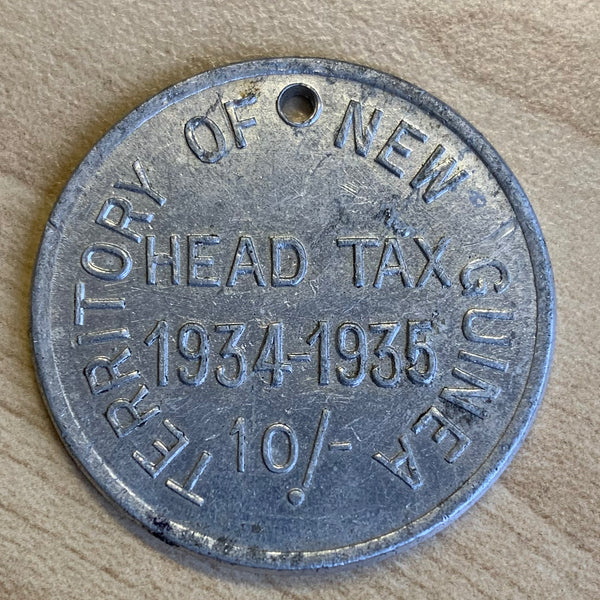 TERRITORY OF NEW GUINEA
HEAD TAX
1934-1935
10/-